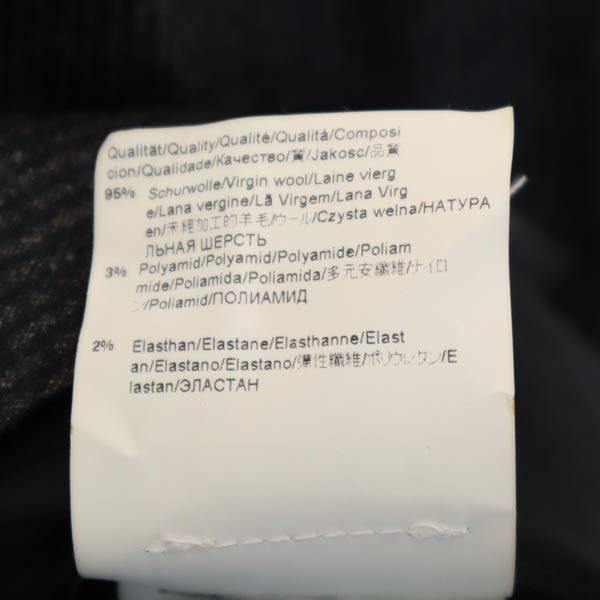 Qualität/Quality/Qualité/Qualità/Composi
cion/Qualidade/Качество/質/Jakosc/品質
95% Schurwolle/Virgin wool/Laine vierg
e/Lana vergine/Lã Virgem/Lana Virg
en/未經加工的羊毛/ウール/Czysta welna/НАТУРА
ЛЬНАЯ ШЕРСТЬ
3% Polyamid/Polyamid/Polyamide/Poliam
mide/Poliamida/Poliamida/多元安纖維/ナイロ
ン/Poliamid/ПОЛИАМИД
2% Elasthan/Elastane/Elasthanne/Elast
an/Elastano/Elastano/彈性纖維/ポリウレタン/E
lastan/ЭЛАСТАН